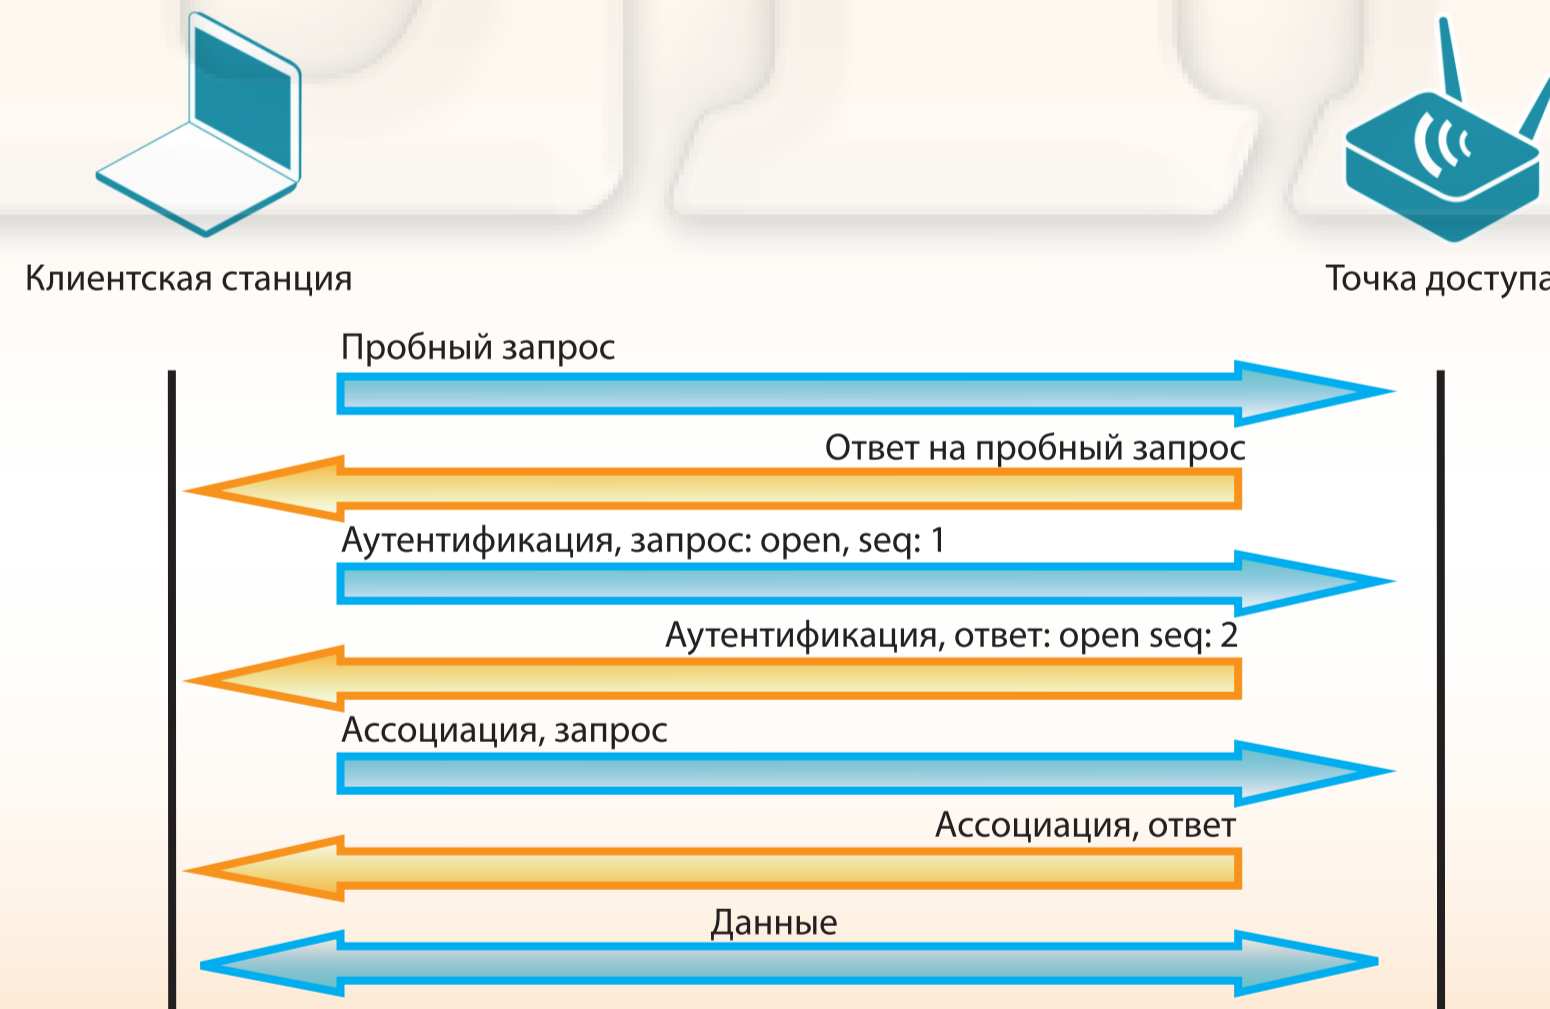 Клиентская станция
Точка доступа
Пробный запрос
Ответ на пробный запрос
Аутентификация, запрос: open, seq: 1
Аутентификация, ответ: open seq: 2
Ассоциация, запрос
Ассоциация, ответ
Данные